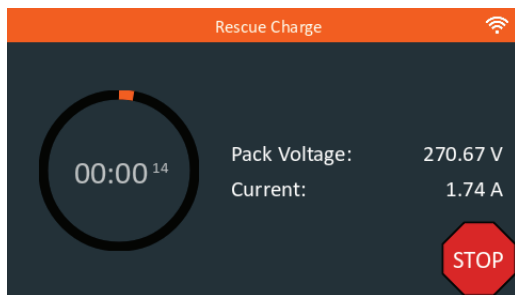 Rescue Charge
00:00 14
Pack Voltage: 270.67 V
Current: 1.74 A
STOP